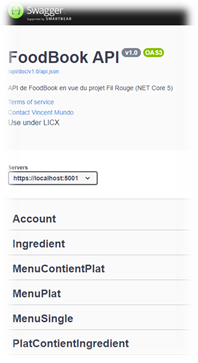 Swagger
Supported by SMARTBEAR
FoodBook API v1.0 OAS3
/api/doc/v1.0/api.json
API de FoodBook en vue du projet Fil Rouge (NET Core 5)
Terms of service
Contact Vincent Mundo
Use under LICX
Servers
https://localhost:5001
Account
Ingredient
MenuContientPlat
MenuPlat
MenuSingle
PlatContientIngredient